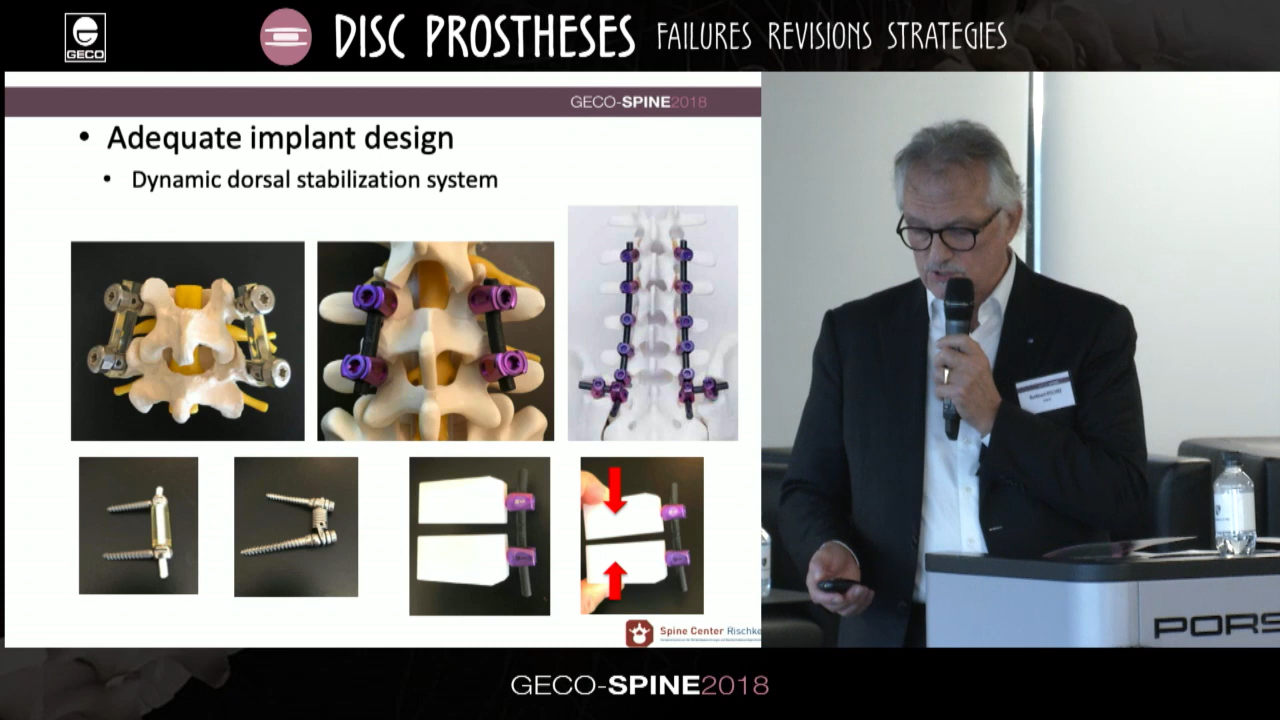 GECO
DISC PROSTHESES FAILURES REVISIONS STRATEGIES
GECO-SPINE2018
• Adequate implant design
• Dynamic dorsal stabilization system
Spine Center Rischke
PORS
GECO-SPINE2018